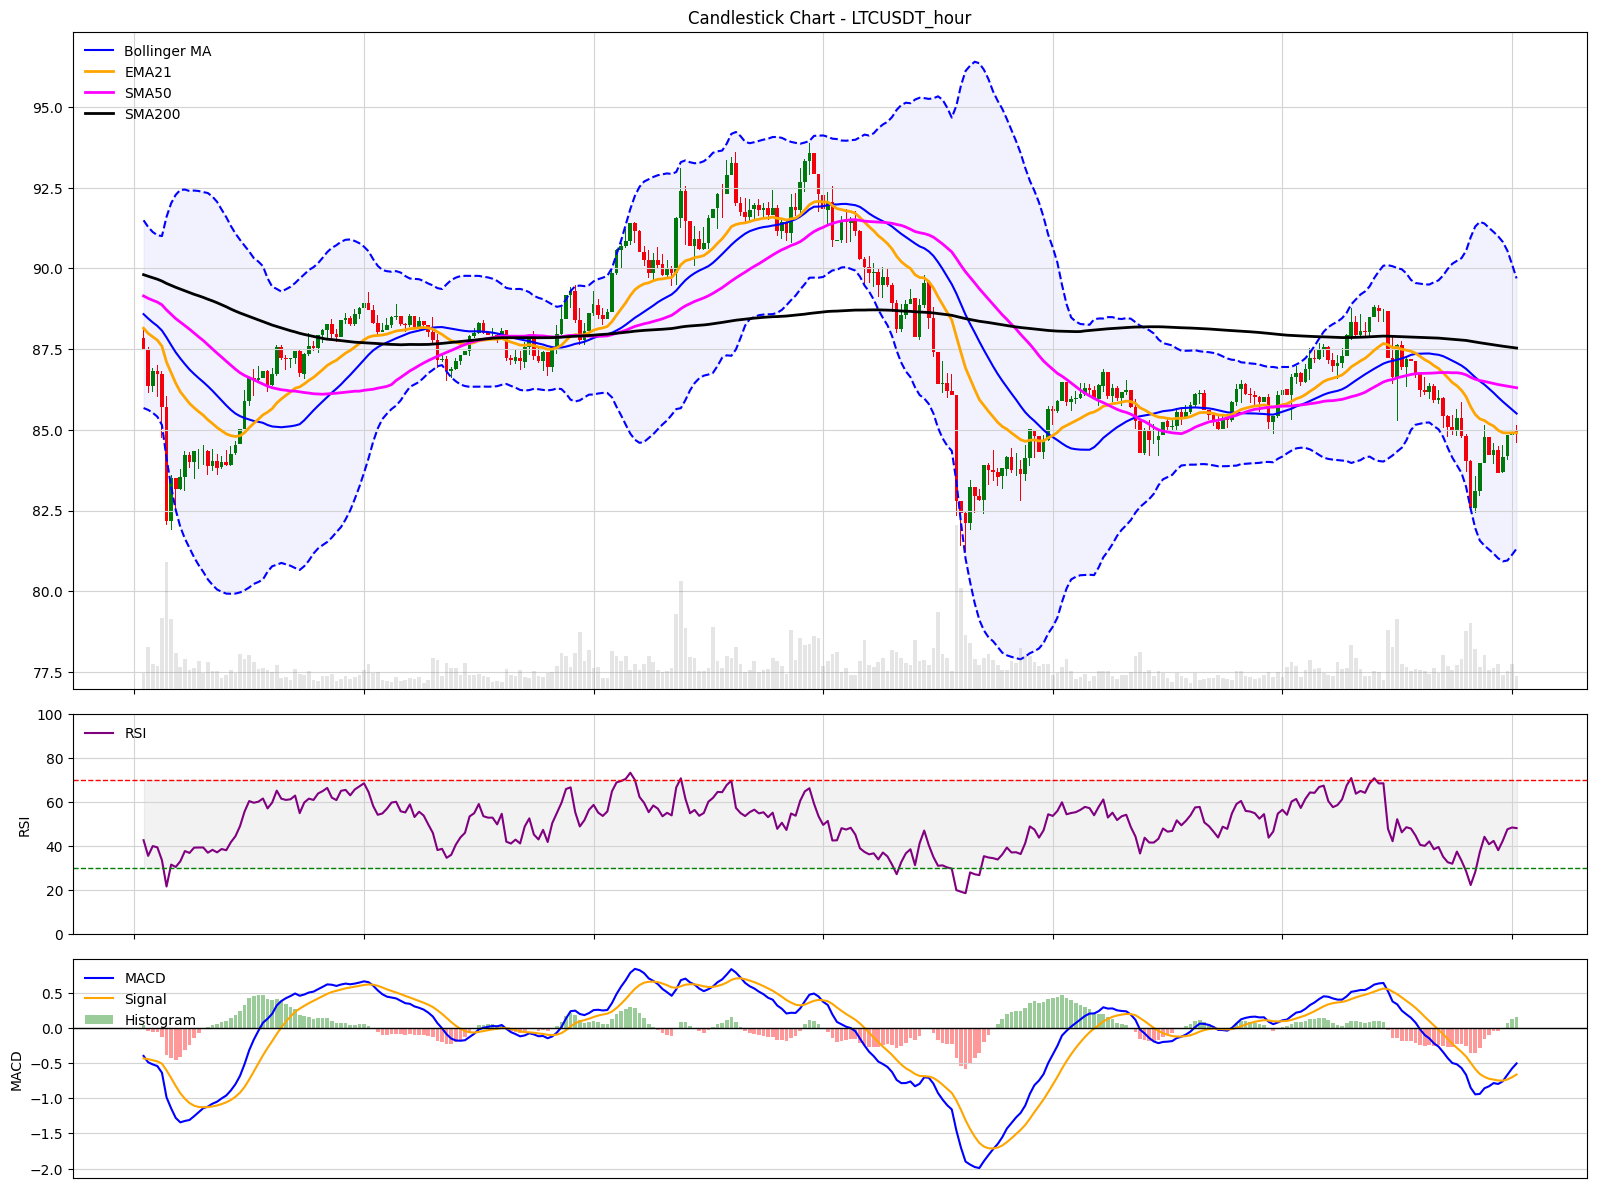 Candlestick Chart - LTCUSDT_hour
Bollinger MA
EMA21
SMA50
SMA200
95.0
92.5
90.0
87.5
85.0
82.5
80.0
77.5
100
RSI
80
60
RSI
40
20
0
MACD
0.5
Signal
Histogram
0.0
−0.5
MACD
−1.0
−1.5
−2.0